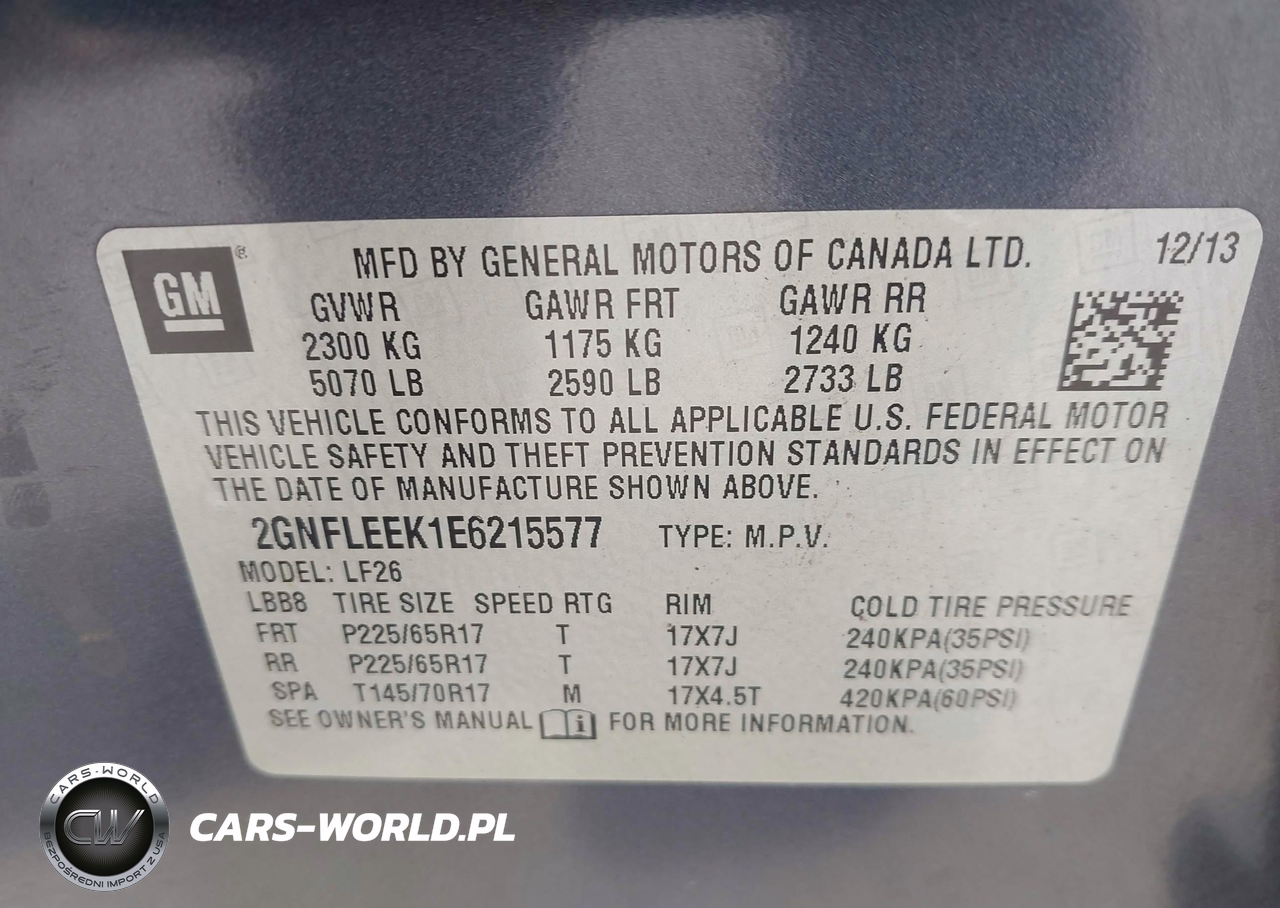 GM ®
MFD BY GENERAL MOTORS OF CANADA LTD. 12/13
GVWR GAWR FRT GAWR RR
2300 KG 1175 KG 1240 KG
5070 LB 2590 LB 2733 LB
THIS VEHICLE CONFORMS TO ALL APPLICABLE U.S. FEDERAL MOTOR
VEHICLE SAFETY AND THEFT PREVENTION STANDARDS IN EFFECT ON
THE DATE OF MANUFACTURE SHOWN ABOVE.
2GNFLEEK1E6215577 TYPE: M.P.V.
MODEL: LF26
LBB8 TIRE SIZE SPEED RTG RIM COLD TIRE PRESSURE
FRT P225/65R17 T 17X7J 240KPA(35PSI)
RR P225/65R17 T 17X7J 240KPA(35PSI)
SPA T145/70R17 M 17X4.5T 420KPA(60PSI)
SEE OWNER'S MANUAL i FOR MORE INFORMATION.
CARS-WORLD
CW
BEZPOŚREDNI IMPORT Z USA
CARS-WORLD.PL